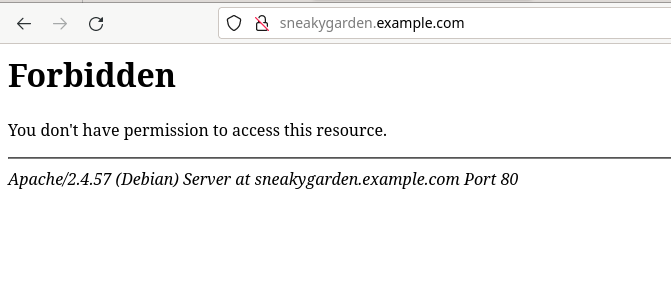 sneakygarden.example.com
Forbidden
You don't have permission to access this resource.
Apache/2.4.57 (Debian) Server at sneakygarden.example.com Port 80